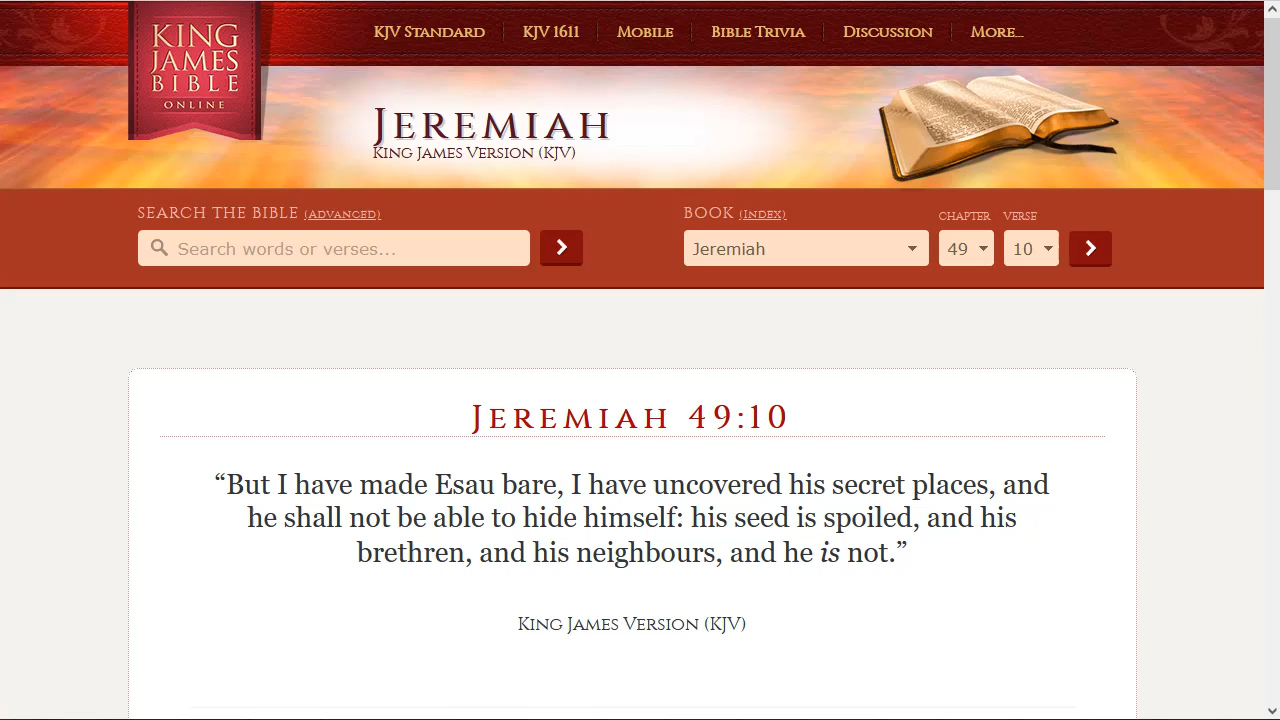 KING
JAMES
BIBLE
ONLINE
KJV Standard
KJV 1611
Mobile
Bible Trivia
Discussion
More...
Jeremiah
King James Version (KJV)
SEARCH THE BIBLE (Advanced)
Search words or verses...
BOOK (Index)
Jeremiah
CHAPTER
49
VERSE
10
Jeremiah 49:10
“But I have made Esau bare, I have uncovered his secret places, and
he shall not be able to hide himself: his seed is spoiled, and his
brethren, and his neighbours, and he is not.”
King James Version (KJV)